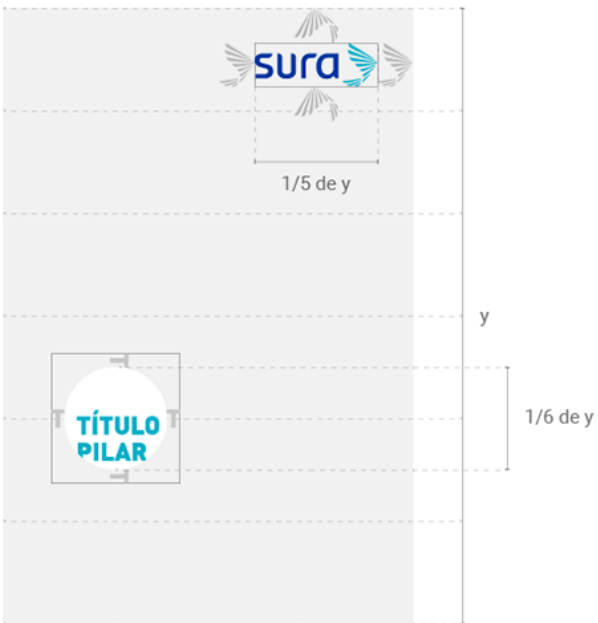 sura
1/5 de y
y
1/6 de y
TÍTULO
PILAR